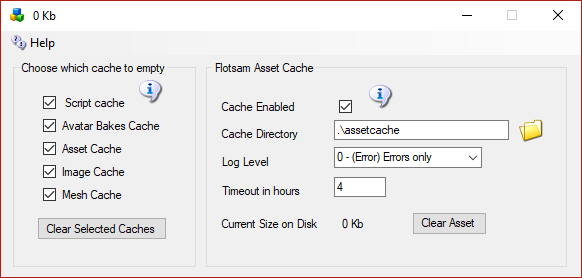 0 Kb
Help
Choose which cache to empty
Script cache
Avatar Bakes Cache
Asset Cache
Image Cache
Mesh Cache
Clear Selected Caches
Flotsam Asset Cache
Cache Enabled
Cache Directory .\assetcache
Log Level 0 - (Error) Errors only
Timeout in hours 4
Current Size on Disk 0 Kb Clear Asset